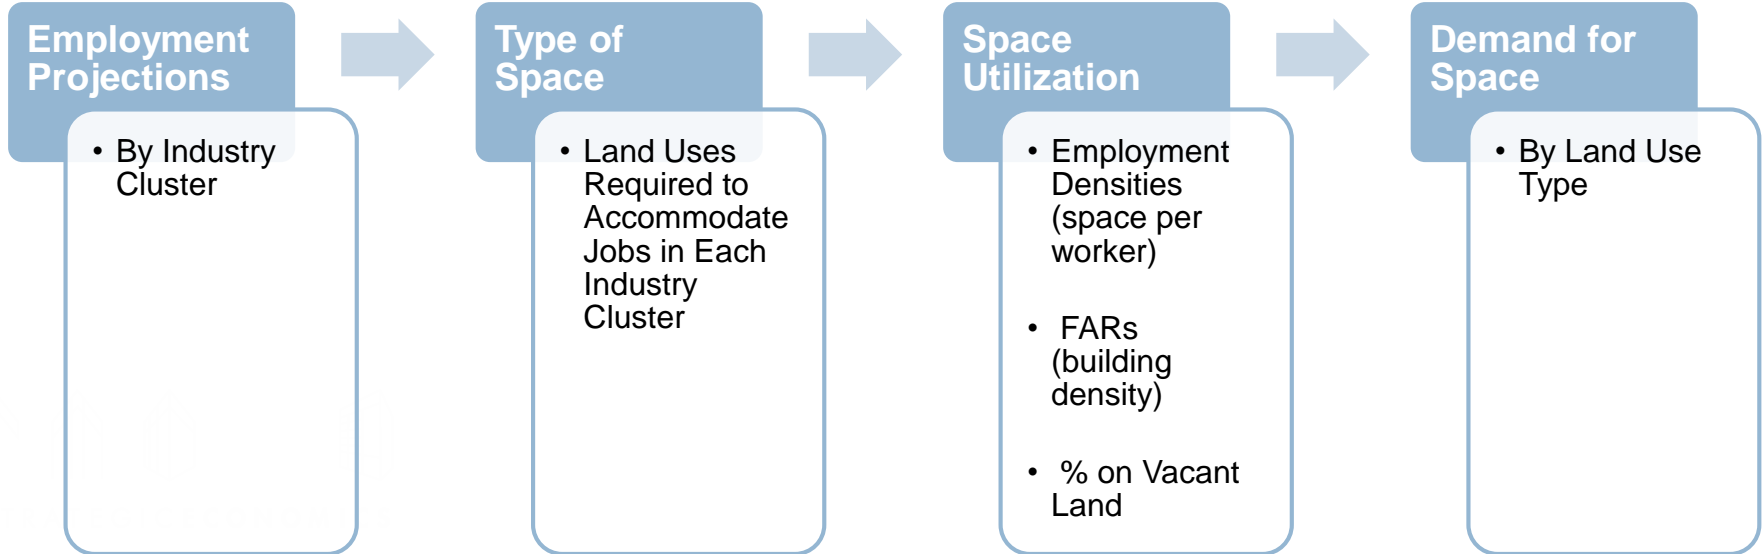 Employment
Projections
• By Industry
Cluster
Type of
Space
• Land Uses
Required to
Accommodate
Jobs in Each
Industry
Cluster
Space
Utilization
• Employment
Densities
(space per
worker)
• FARs
(building
density)
• % on Vacant
Land
Demand for
Space
• By Land Use
Type